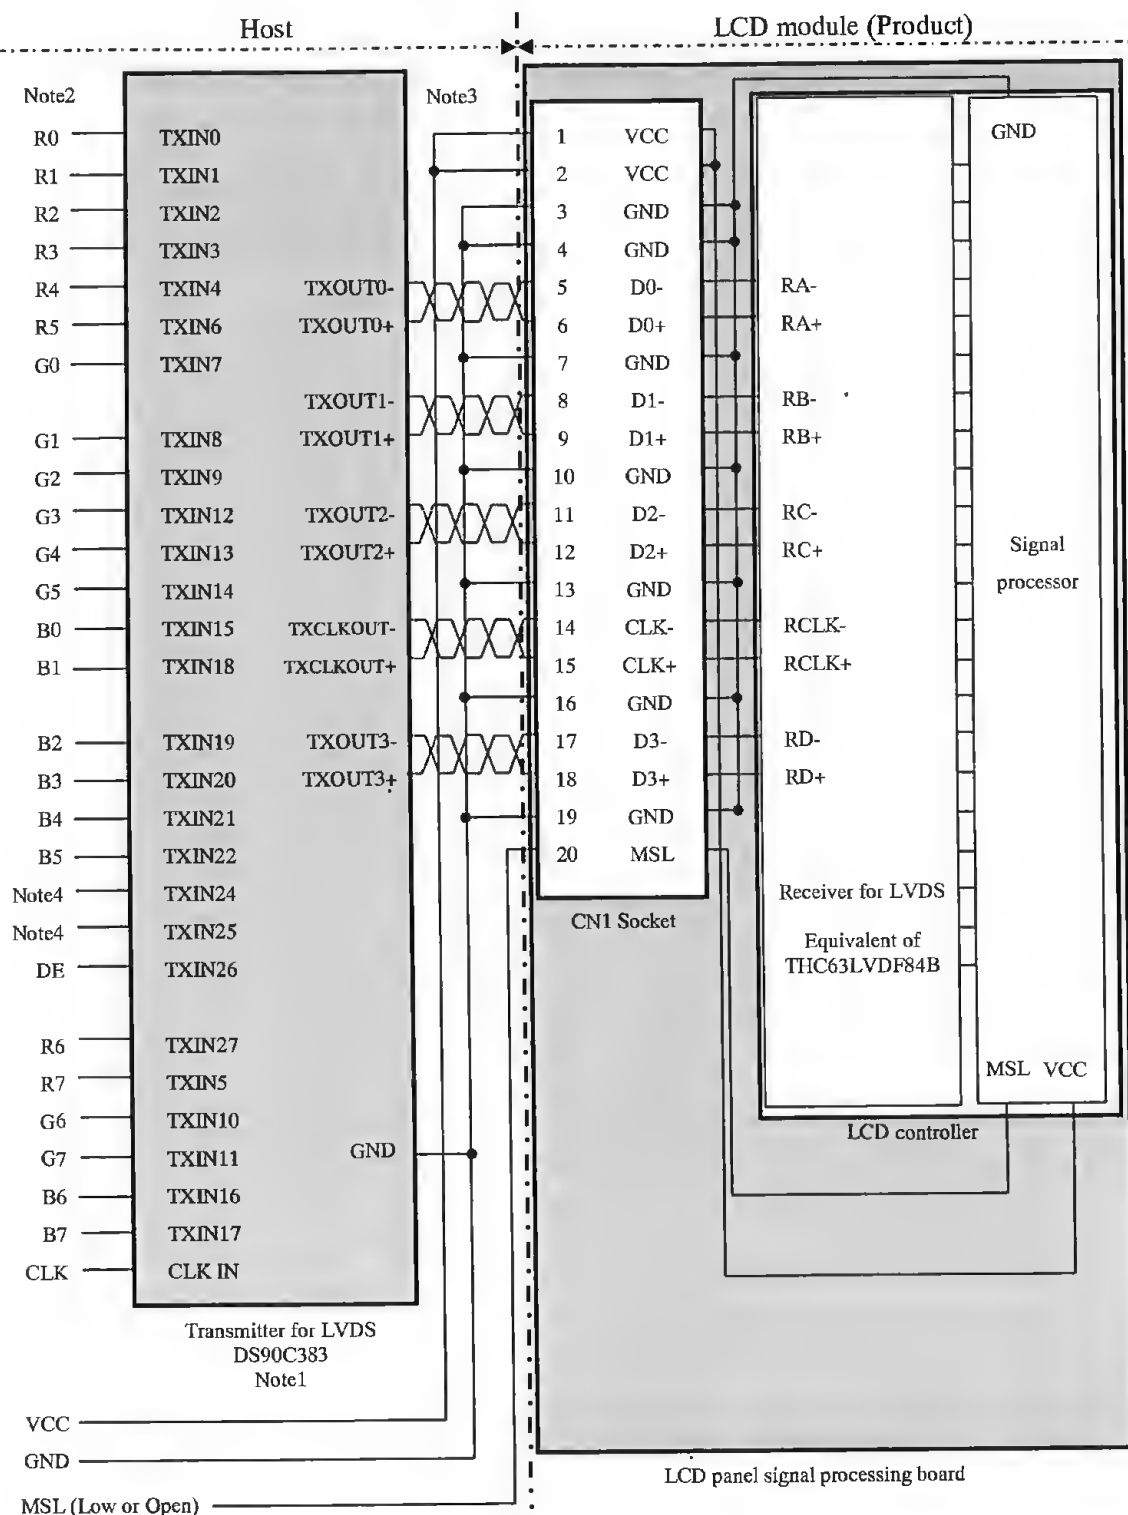 Host
LCD module (Product)
Note2
Note3
R0 TXIN0
R1 TXIN1
R2 TXIN2
R3 TXIN3
R4 TXIN4 TXOUT0-
R5 TXIN6 TXOUT0+
G0 TXIN7
TXOUT1-
G1 TXIN8 TXOUT1+
G2 TXIN9
G3 TXIN12 TXOUT2-
G4 TXIN13 TXOUT2+
G5 TXIN14
B0 TXIN15 TXCLKOUT-
B1 TXIN18 TXCLKOUT+
B2 TXIN19 TXOUT3-
B3 TXIN20 TXOUT3+
B4 TXIN21
B5 TXIN22
Note4 TXIN24
Note4 TXIN25
DE TXIN26
R6 TXIN27
R7 TXIN5
G6 TXIN10
G7 TXIN11 GND
B6 TXIN16
B7 TXIN17
CLK CLK IN
Transmitter for LVDS
DS90C383
Note1
VCC
GND
MSL (Low or Open)
1 VCC
2 VCC
3 GND
4 GND
5 D0-
6 D0+
7 GND
8 D1-
9 D1+
10 GND
11 D2-
12 D2+
13 GND
14 CLK-
15 CLK+
16 GND
17 D3-
18 D3+
19 GND
20 MSL
CN1 Socket
RA-
RA+
RB-
RB+
RC-
RC+
RCLK-
RCLK+
RD-
RD+
Receiver for LVDS
Equivalent of
THC63LVDF84B
GND
Signal
processor
MSL VCC
LCD controller
LCD panel signal processing board